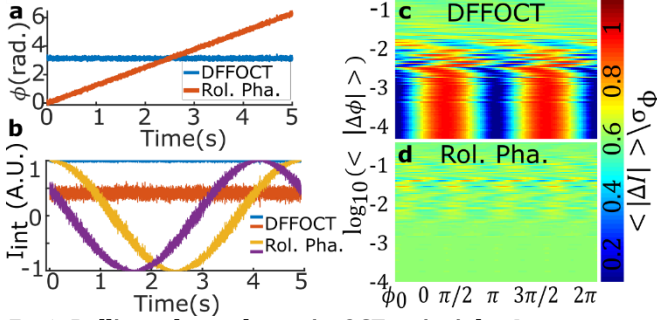 a
ϕ(rad.)
6
4
2
0
DFFOCT
Rol. Pha.
0 1 2 3 4 5
Time(s)
b
I_int (A.U.)
1
0
-1
DFFOCT
Rol. Pha.
0 1 2 3 4 5
Time(s)
c DFFOCT
-1
-2
-3
-4
d Rol. Pha.
-1
-2
-3
-4
log₁₀(< |Δϕ| >)
ϕ₀ 0 π/2 π 3π/2 2π
1
0.8
0.6
0.4
0.2
< |ΔI| >\σ_Φ